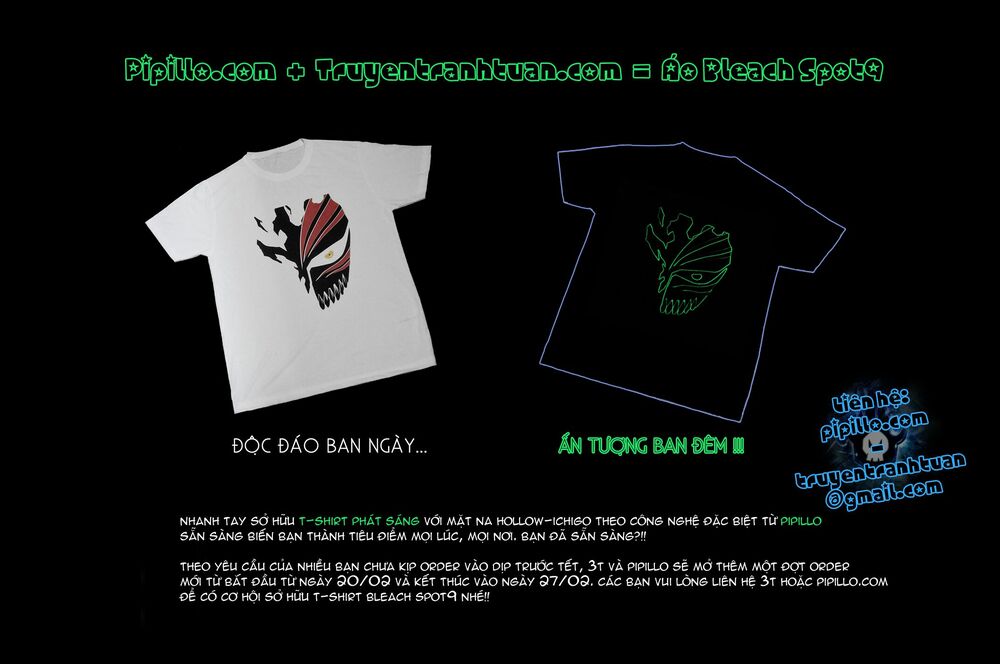 Pipillo.com + Truyentranhtuan.com = Áo Bleach Spot9
ĐỘC ĐÁO BAN NGÀY...
ẤN TƯỢNG BAN ĐÊM !!!
Liên hệ:
pipillo.com
truyentranhtuan
@gmail.com
NHANH TAY SỞ HỮU T-SHIRT PHÁT SÁNG VỚI MẶT NẠ HOLLOW-ICHIGO THEO CÔNG NGHỆ ĐẶC BIỆT TỪ PIPILLO
SẴN SÀNG BIẾN BẠN THÀNH TIÊU ĐIỂM MỌI LÚC, MỌI NƠI. BẠN ĐÃ SẴN SÀNG?!!
THEO YÊU CẦU CỦA NHIỀU BẠN CHƯA KỊP ORDER VÀO DỊP TRƯỚC TẾT, 3T VÀ PIPILLO SẼ MỞ THÊM MỘT ĐỢT ORDER
MỚI TỪ BẮT ĐẦU TỪ NGÀY 20/02 VÀ KẾT THÚC VÀO NGÀY 27/02. CÁC BẠN VUI LÒNG LIÊN HỆ 3T HOẶC PIPILLO.COM
ĐỂ CÓ CƠ HỘI SỞ HỮU T-SHIRT BLEACH SPOT9 NHÉ!!